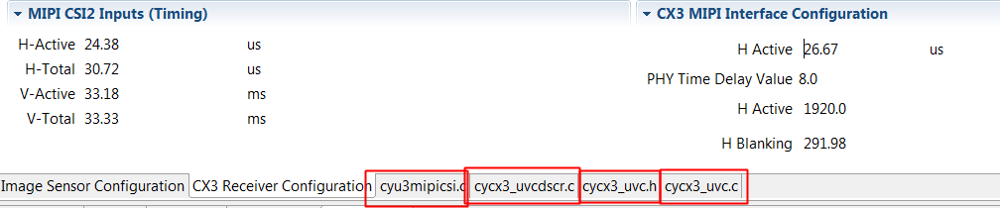 MIPI CSI2 Inputs (Timing)
H-Active 24.38 us
H-Total 30.72 us
V-Active 33.18 ms
V-Total 33.33 ms
CX3 MIPI Interface Configuration
H Active 26.67 us
PHY Time Delay Value 8.0
H Active 1920.0
H Blanking 291.98
Image Sensor Configuration CX3 Receiver Configuration cyu3mipicsi.c cycx3_uvcdscr.c cycx3_uvc.h cycx3_uvc.c